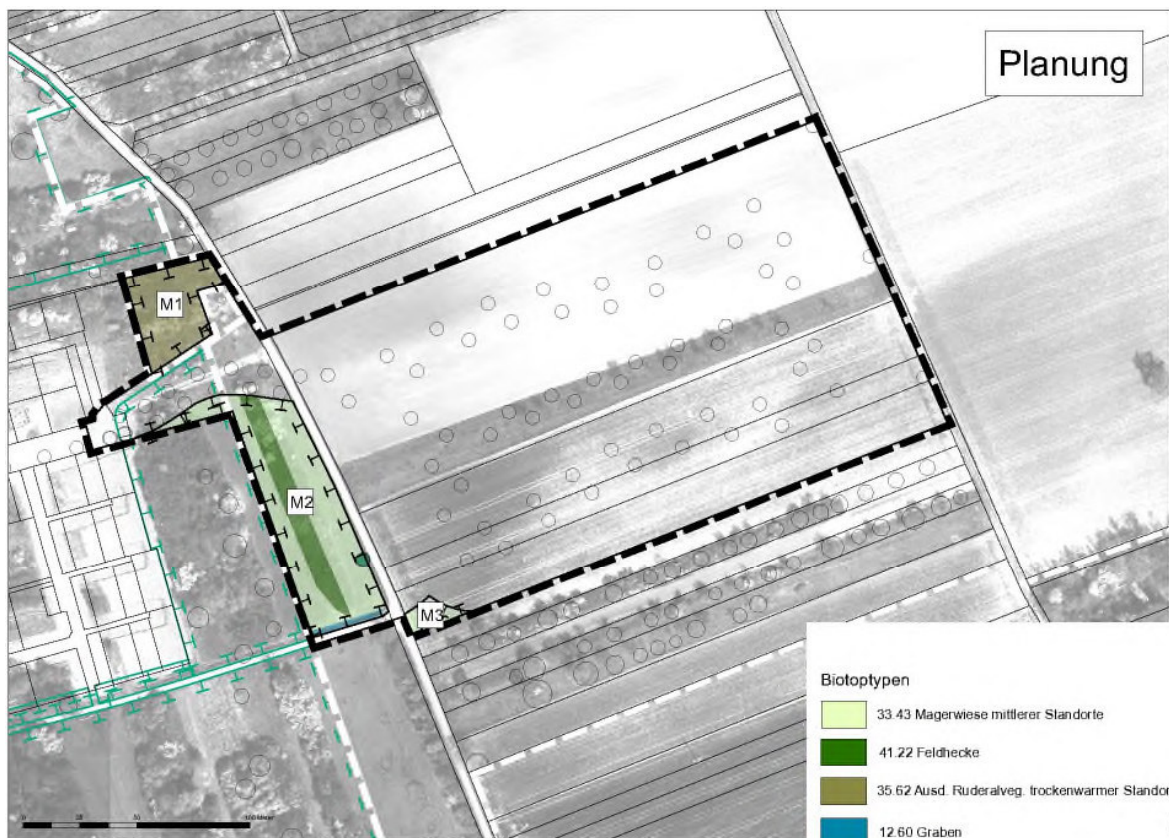 Planung
M1
M2
M3
Biotoptypen
33.43 Magerwiese mittlerer Standorte
41.22 Feldhecke
35.62 Ausd. Ruderalveg. trockenwarmer Standor
12.60 Graben